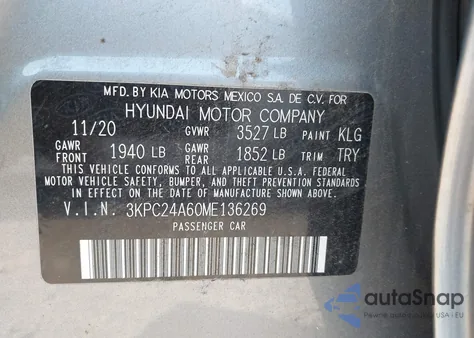 MFD. BY KIA MOTORS MEXICO S.A. DE C.V. FOR
HYUNDAI MOTOR COMPANY
11/20 GVWR 3527 LB PAINT KLG
GAWR FRONT 1940 LB GAWR REAR 1852 LB TRIM TRY
THIS VEHICLE CONFORMS TO ALL APPLICABLE U.S.A. FEDERAL
MOTOR VEHICLE SAFETY, BUMPER, AND THEFT PREVENTION
STANDARDS IN EFFECT ON THE DATE OF MANUFACTURE SHOWN ABOVE.
V.I.N. 3KPC24A60ME136269
PASSENGER CAR
autoSnap